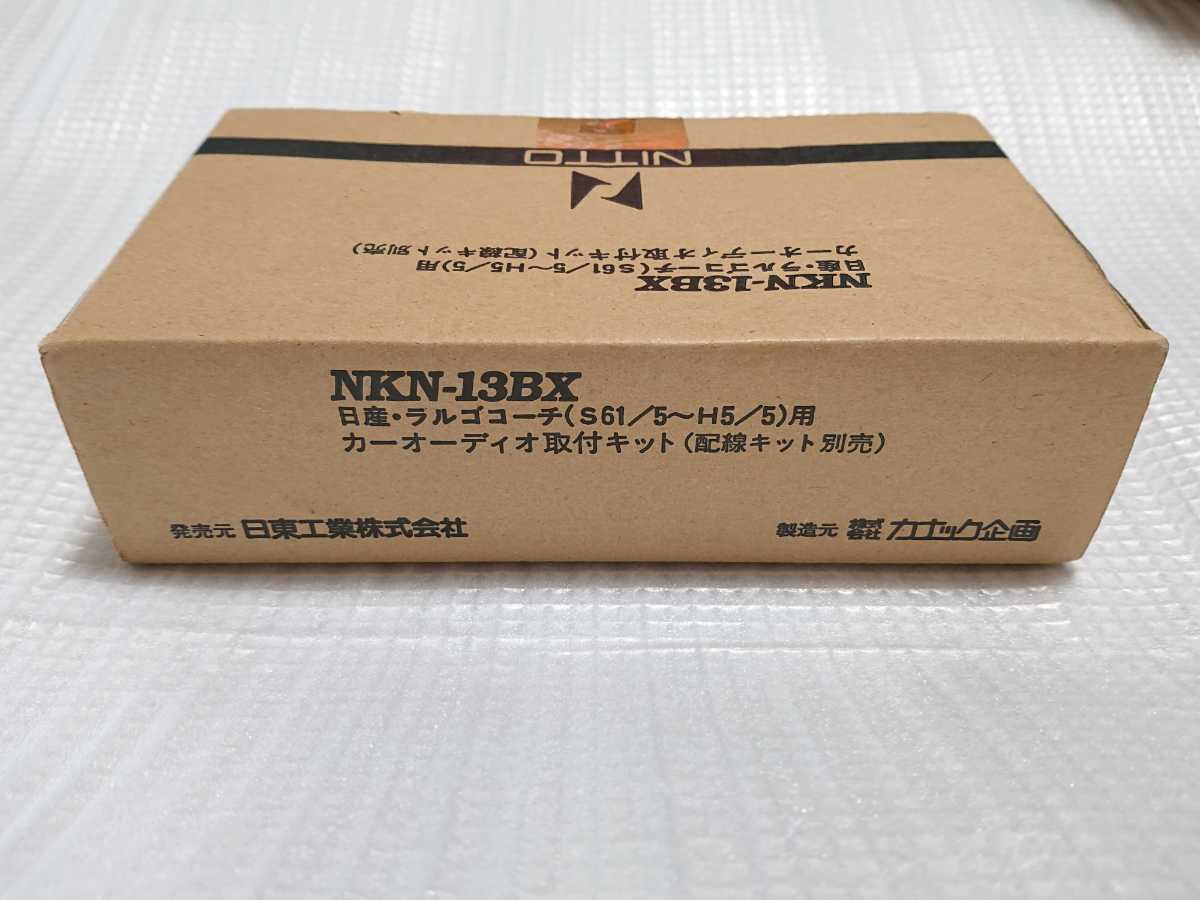 NITTO
NKN-13BX
日産・ラルゴコーチ(S61/5〜H5/5)用
カーオーディオ取付キット(配線キット別売)
NKN-13BX
日産・ラルゴコーチ(S61/5〜H5/5)用
カーオーディオ取付キット(配線キット別売)
発売元 日東工業株式会社
製造元 株式会社 カナック企画